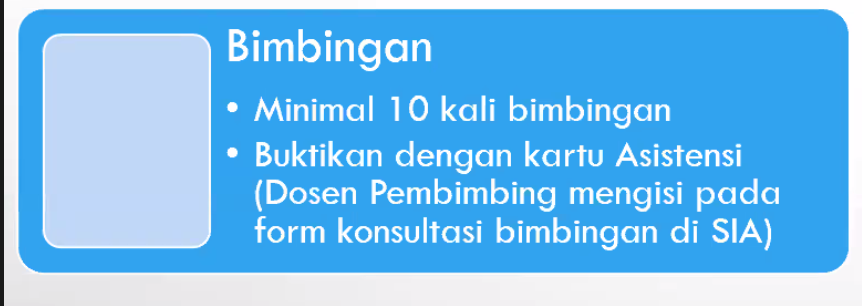 Bimbingan
• Minimal 10 kali bimbingan
• Buktikan dengan kartu Asistensi
(Dosen Pembimbing mengisi pada
form konsultasi bimbingan di SIA)